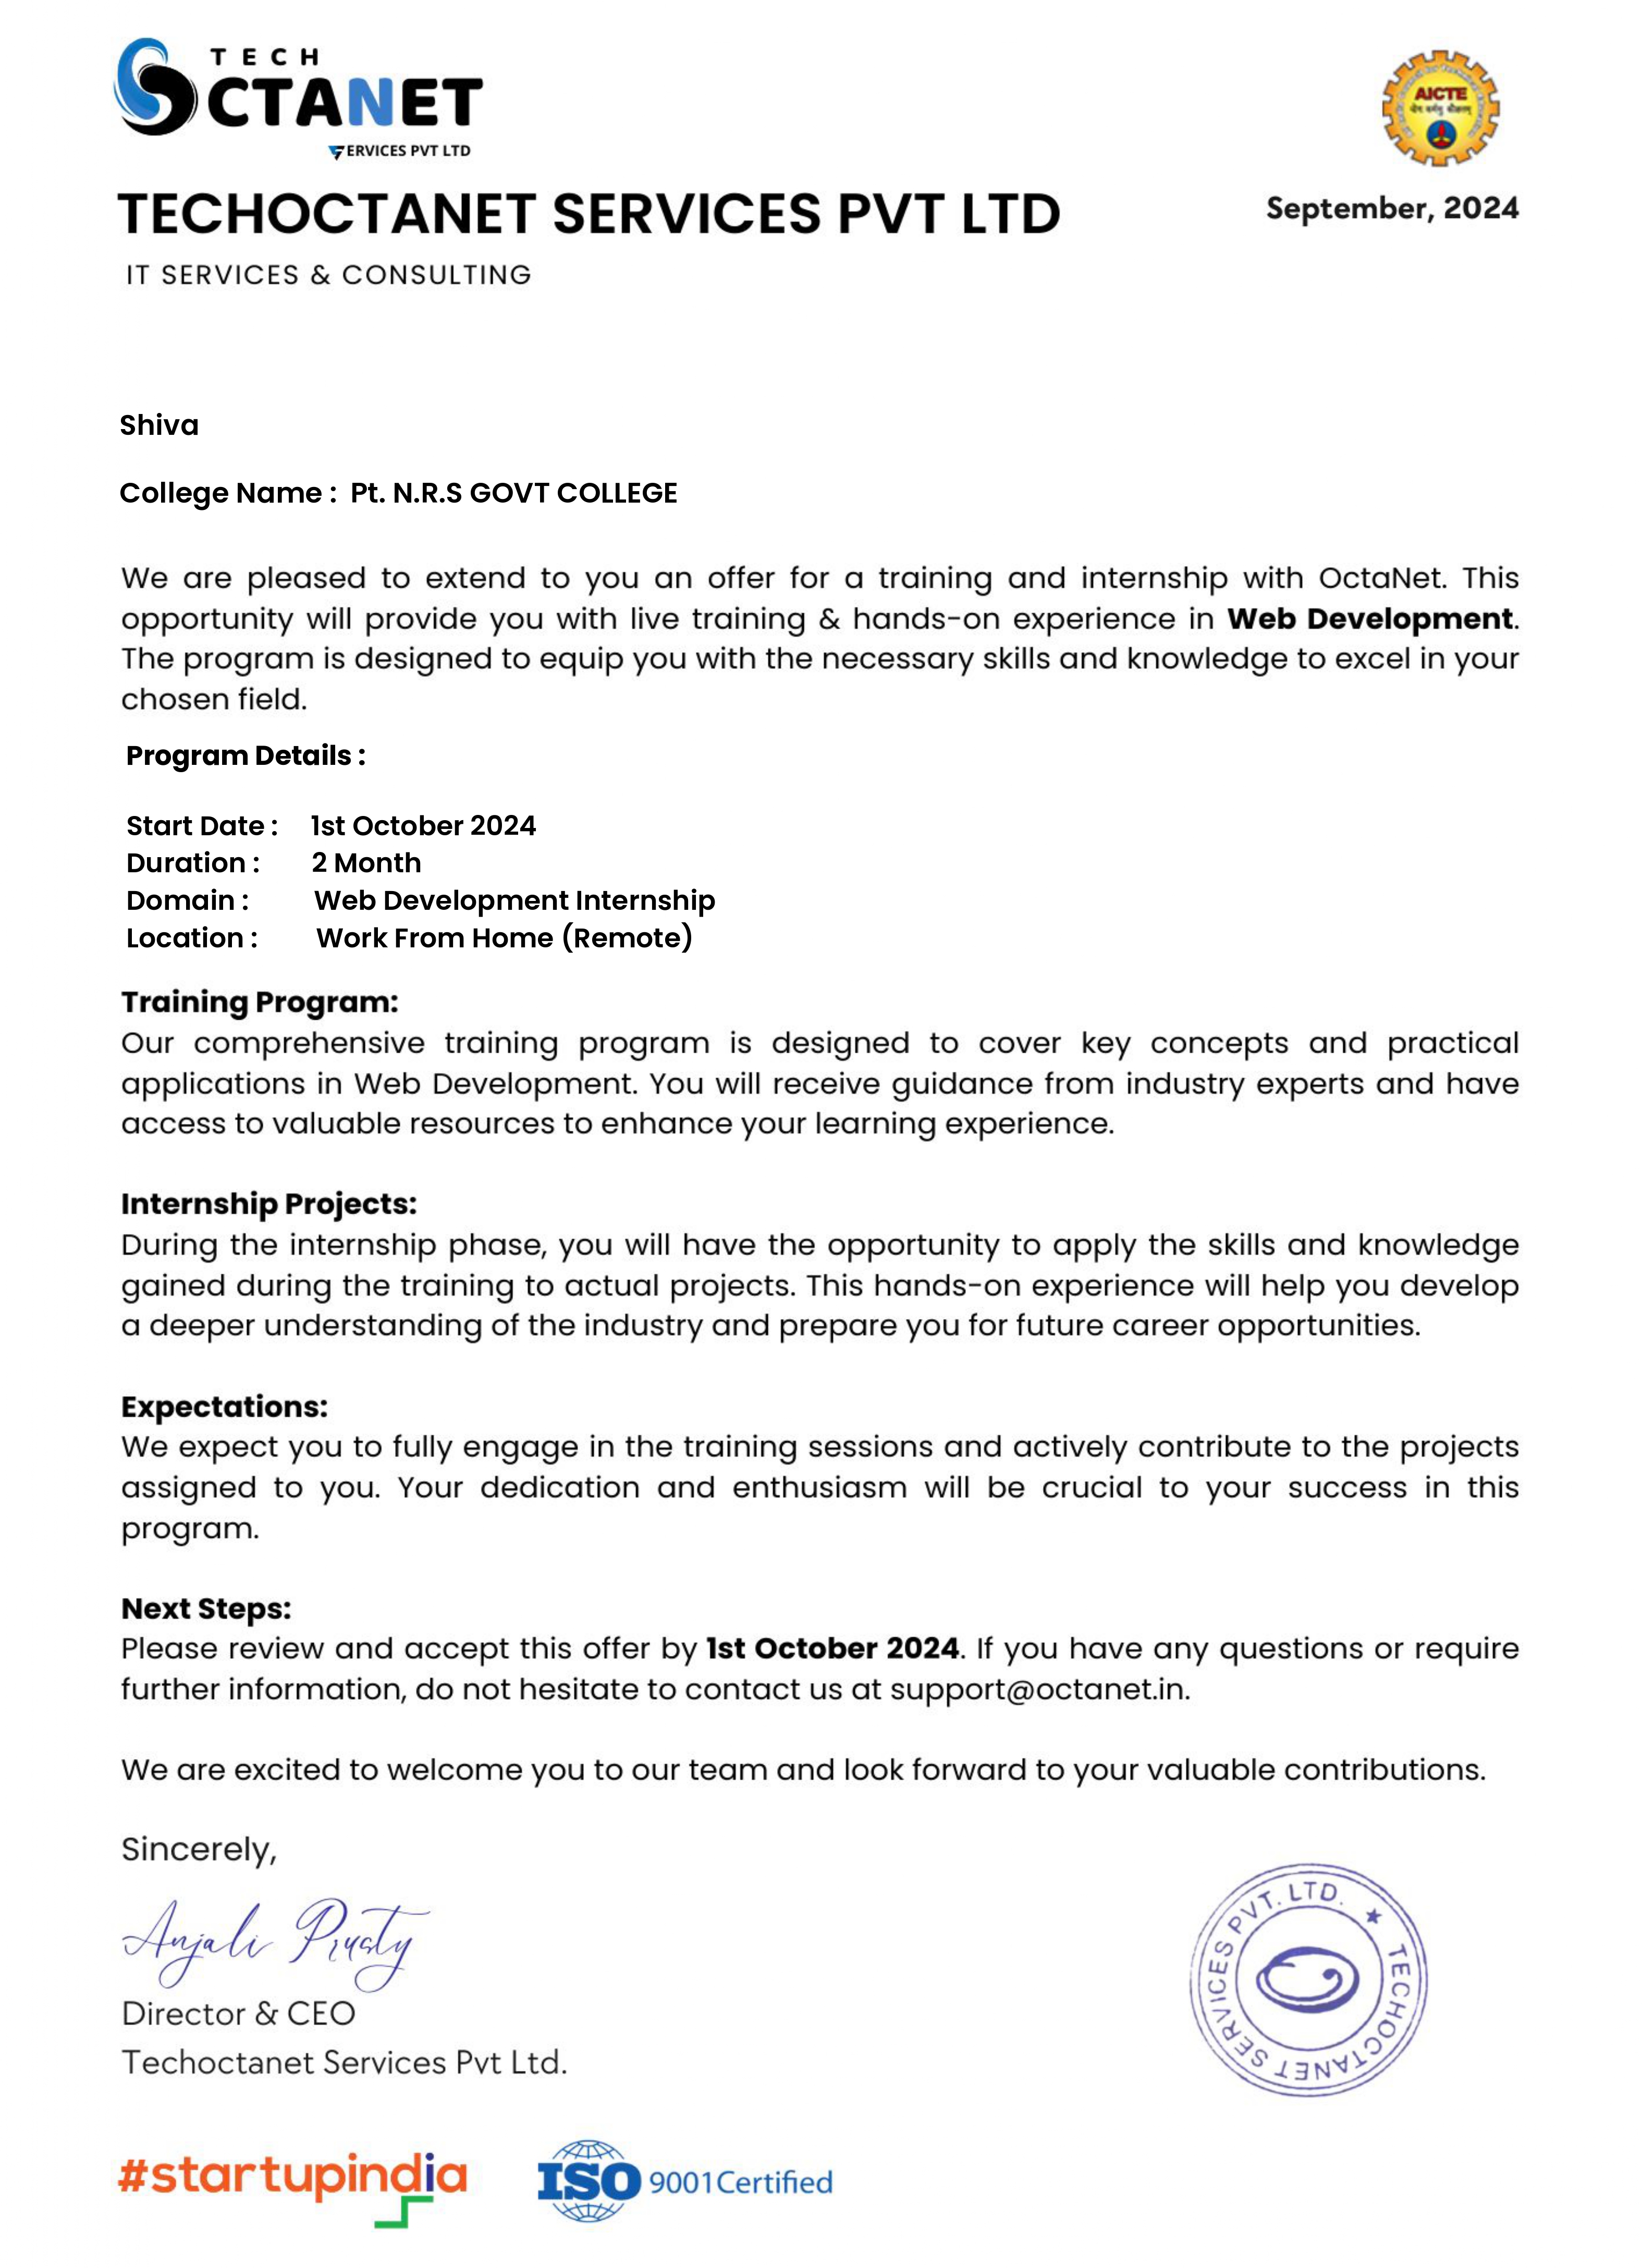 TECH
OCTANET
SERVICES PVT LTD
AICTE
TECHOCTANET SERVICES PVT LTD
September, 2024
IT SERVICES & CONSULTING
Shiva
College Name : Pt. N.R.S GOVT COLLEGE
We are pleased to extend to you an offer for a training and internship with OctaNet. This
opportunity will provide you with live training & hands-on experience in Web Development.
The program is designed to equip you with the necessary skills and knowledge to excel in your
chosen field.
Program Details :
Start Date : 1st October 2024
Duration : 2 Month
Domain : Web Development Internship
Location : Work From Home (Remote)
Training Program:
Our comprehensive training program is designed to cover key concepts and practical
applications in Web Development. You will receive guidance from industry experts and have
access to valuable resources to enhance your learning experience.
Internship Projects:
During the internship phase, you will have the opportunity to apply the skills and knowledge
gained during the training to actual projects. This hands-on experience will help you develop
a deeper understanding of the industry and prepare you for future career opportunities.
Expectations:
We expect you to fully engage in the training sessions and actively contribute to the projects
assigned to you. Your dedication and enthusiasm will be crucial to your success in this
program.
Next Steps:
Please review and accept this offer by 1st October 2024. If you have any questions or require
further information, do not hesitate to contact us at support@octanet.in.
We are excited to welcome you to our team and look forward to your valuable contributions.
Sincerely,
Anjali Prusty
Director & CEO
Techoctanet Services Pvt Ltd.
TECHOCTANET SERVICES PVT. LTD. ★
#startupindia
ISO 9001 Certified